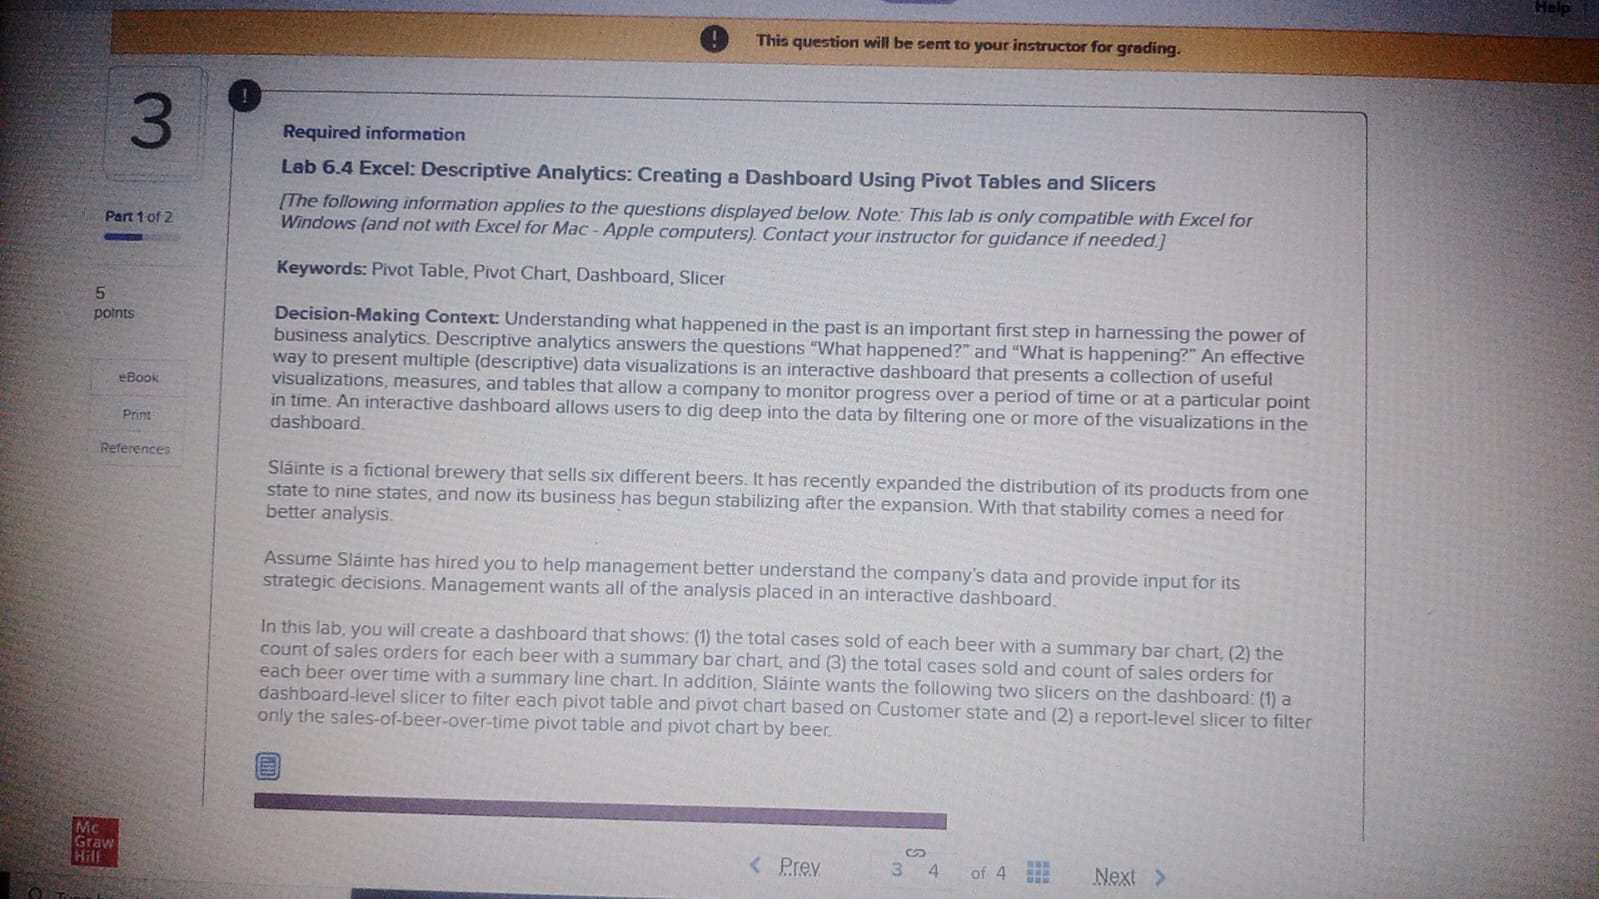 Help
This question will be sent to your instructor for grading.
3
Required information
Lab 6.4 Excel: Descriptive Analytics: Creating a Dashboard Using Pivot Tables and Slicers
[The following information applies to the questions displayed below. Note: This lab is only compatible with Excel for
Windows (and not with Excel for Mac - Apple computers). Contact your instructor for guidance if needed.]
Part 1 of 2
Keywords: Pivot Table, Pivot Chart, Dashboard, Slicer
5
points
Decision-Making Context: Understanding what happened in the past is an important first step in harnessing the power of
business analytics. Descriptive analytics answers the questions “What happened?” and “What is happening?” An effective
way to present multiple (descriptive) data visualizations is an interactive dashboard that presents a collection of useful
visualizations, measures, and tables that allow a company to monitor progress over a period of time or at a particular point
in time. An interactive dashboard allows users to dig deep into the data by filtering one or more of the visualizations in the
dashboard.
eBook
Print
References
Sláinte is a fictional brewery that sells six different beers. It has recently expanded the distribution of its products from one
state to nine states, and now its business has begun stabilizing after the expansion. With that stability comes a need for
better analysis.
Assume Sláinte has hired you to help management better understand the company's data and provide input for its
strategic decisions. Management wants all of the analysis placed in an interactive dashboard.
In this lab, you will create a dashboard that shows: (1) the total cases sold of each beer with a summary bar chart, (2) the
count of sales orders for each beer with a summary bar chart, and (3) the total cases sold and count of sales orders for
each beer over time with a summary line chart. In addition, Sláinte wants the following two slicers on the dashboard: (1) a
dashboard-level slicer to filter each pivot table and pivot chart based on Customer state and (2) a report-level slicer to filter
only the sales-of-beer-over-time pivot table and pivot chart by beer.
Mc
Graw
Hill
Prev
3 4 of 4
Next